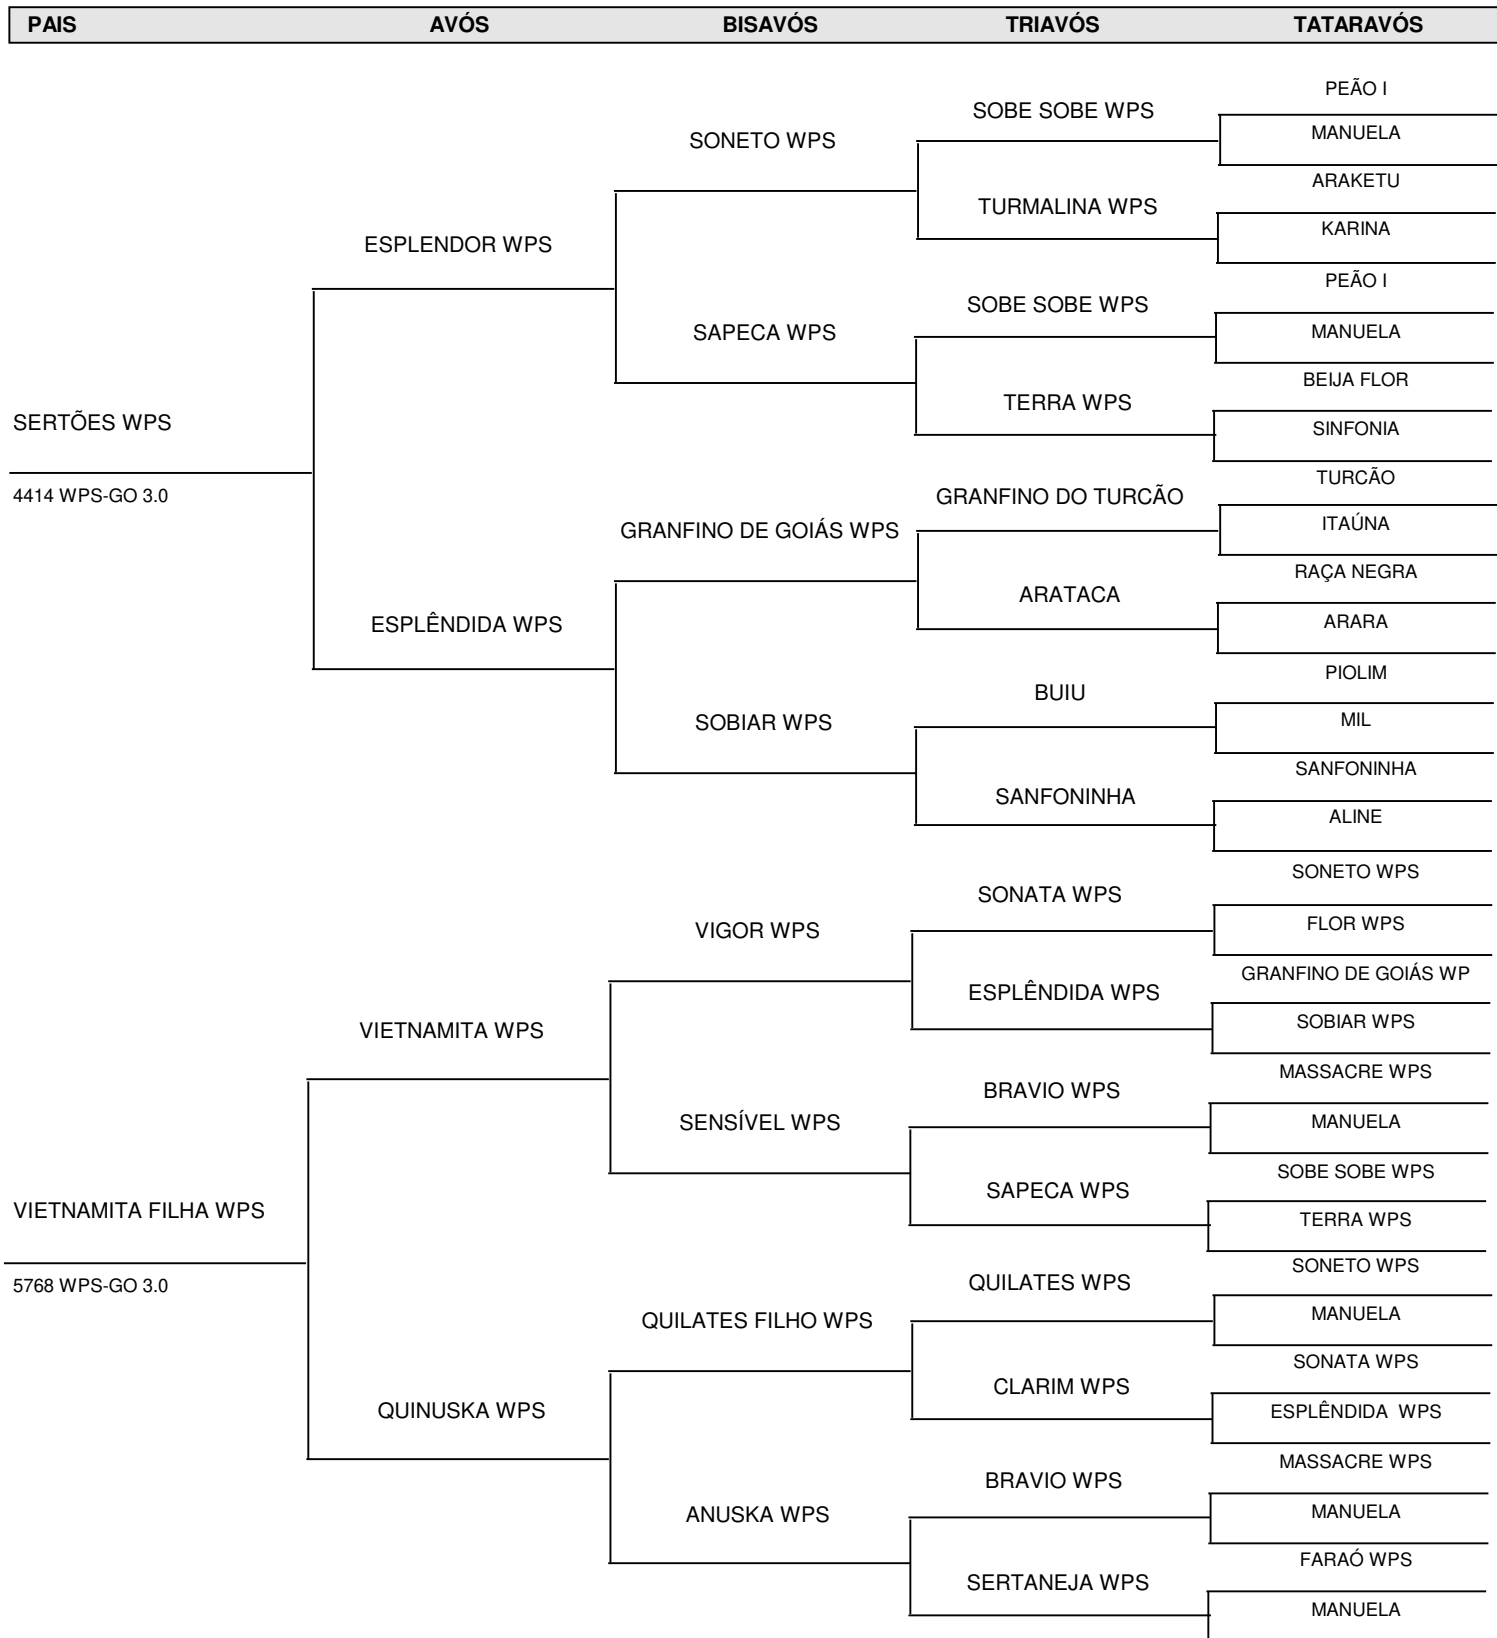 PAIS AVÓS BISAVÓS TRIAVÓS TATARAVÓS
PEÃO I
SOBE SOBE WPS
MANUELA
SONETO WPS
ARAKETU
TURMALINA WPS
KARINA
ESPLENDOR WPS
PEÃO I
SOBE SOBE WPS
MANUELA
SAPECA WPS
BEIJA FLOR
TERRA WPS
SINFONIA
SERTÕES WPS
4414 WPS-GO 3.0
TURCÃO
GRANFINO DO TURCÃO
ITAÚNA
GRANFINO DE GOIÁS WPS
RAÇA NEGRA
ARATACA
ARARA
ESPLÊNDIDA WPS
PIOLIM
BUIU
MIL
SOBIAR WPS
SANFONINHA
SANFONINHA
ALINE
SONETO WPS
SONATA WPS
FLOR WPS
VIGOR WPS
GRANFINO DE GOIÁS WP
ESPLÊNDIDA WPS
SOBIAR WPS
VIETNAMITA WPS
MASSACRE WPS
BRAVIO WPS
MANUELA
SENSÍVEL WPS
SOBE SOBE WPS
SAPECA WPS
TERRA WPS
VIETNAMITA FILHA WPS
5768 WPS-GO 3.0
SONETO WPS
QUILATES WPS
MANUELA
QUILATES FILHO WPS
SONATA WPS
CLARIM WPS
ESPLÊNDIDA  WPS
QUINUSKA WPS
MASSACRE WPS
BRAVIO WPS
MANUELA
ANUSKA WPS
FARAÓ WPS
SERTANEJA WPS
MANUELA